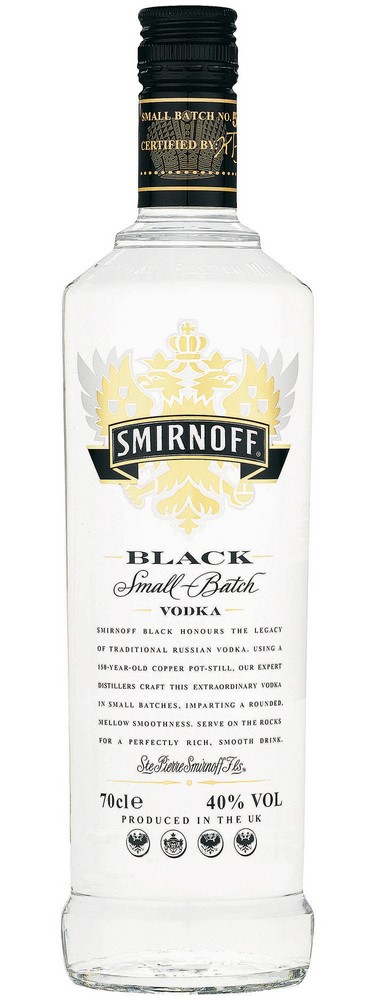 SMALL BATCH NO.
CERTIFIED BY:
SMIRNOFF®
BLACK
Small Batch
VODKA
SMIRNOFF BLACK HONOURS THE LEGACY
OF TRADITIONAL RUSSIAN VODKA. USING A
150-YEAR-OLD COPPER POT-STILL, OUR EXPERT
DISTILLERS CRAFT THIS EXTRAORDINARY VODKA
IN SMALL BATCHES, IMPARTING A ROUNDED,
MELLOW SMOOTHNESS. SERVE ON THE ROCKS
FOR A PERFECTLY RICH, SMOOTH DRINK.
Ste Pierre Smirnoff Fls.
70cl℮ 40% VOL
PRODUCED IN THE UK